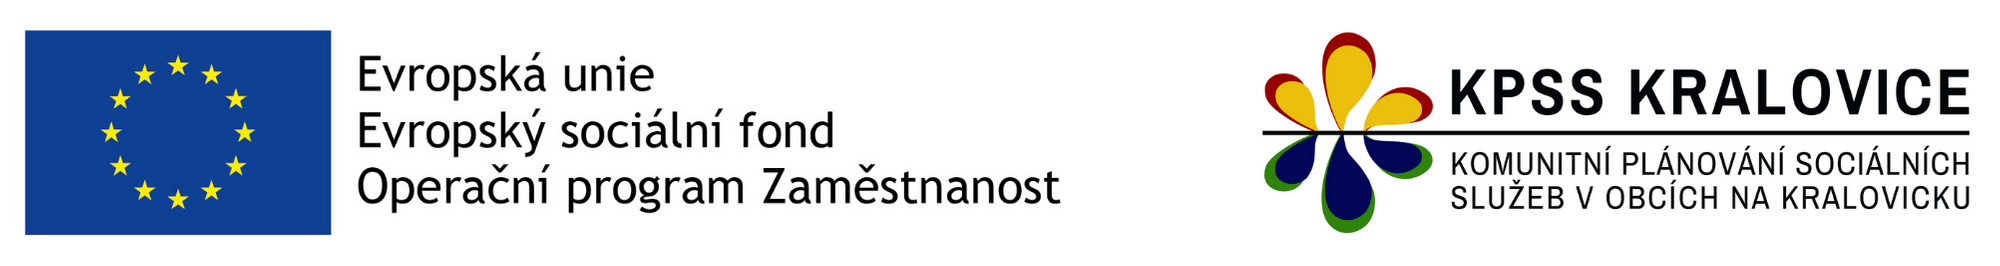 Evropská unie
Evropský sociální fond
Operační program Zaměstnanost
KPSS KRALOVICE
KOMUNITNÍ PLÁNOVÁNÍ SOCIÁLNÍCH
SLUŽEB V OBCÍCH NA KRALOVICKU